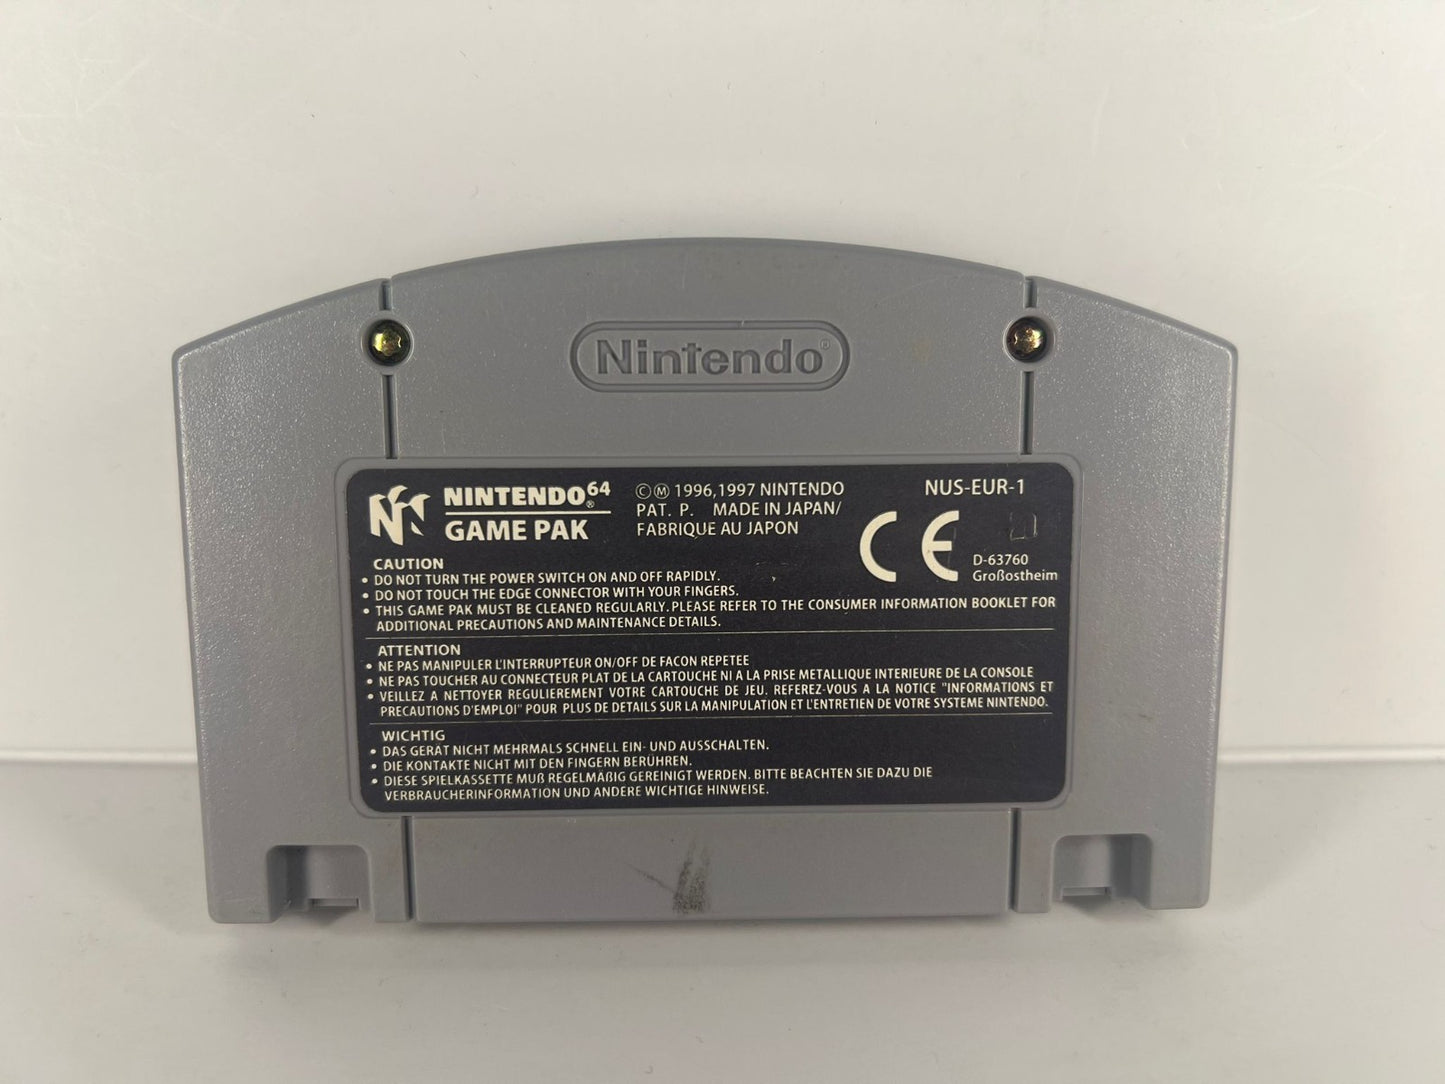 Nintendo®
NINTENDO64®
GAME PAK
©Ⓜ 1996,1997 NINTENDO
PAT. P. MADE IN JAPAN/
FABRIQUE AU JAPON
NUS-EUR-1
CE
D-63760
Großostheim
CAUTION
• DO NOT TURN THE POWER SWITCH ON AND OFF RAPIDLY.
• DO NOT TOUCH THE EDGE CONNECTOR WITH YOUR FINGERS.
• THIS GAME PAK MUST BE CLEANED REGULARLY. PLEASE REFER TO THE CONSUMER INFORMATION BOOKLET FOR
ADDITIONAL PRECAUTIONS AND MAINTENANCE DETAILS.
ATTENTION
• NE PAS MANIPULER L'INTERRUPTEUR ON/OFF DE FACON REPETEE
• NE PAS TOUCHER AU CONNECTEUR PLAT DE LA CARTOUCHE NI A LA PRISE METALLIQUE INTERIEURE DE LA CONSOLE
• VEILLEZ A NETTOYER REGULIEREMENT VOTRE CARTOUCHE DE JEU. REFEREZ-VOUS A LA NOTICE "INFORMATIONS ET
PRECAUTIONS D'EMPLOI" POUR PLUS DE DETAILS SUR LA MANIPULATION ET L'ENTRETIEN DE VOTRE SYSTEME NINTENDO.
WICHTIG
• DAS GERÄT NICHT MEHRMALS SCHNELL EIN- UND AUSSCHALTEN.
• DIE KONTAKTE NICHT MIT DEN FINGERN BERÜHREN.
• DIESE SPIELKASSETTE MUß REGELMÄßIG GEREINIGT WERDEN. BITTE BEACHTEN SIE DAZU DIE
VERBRAUCHERINFORMATION UND ANDERE WICHTIGE HINWEISE.